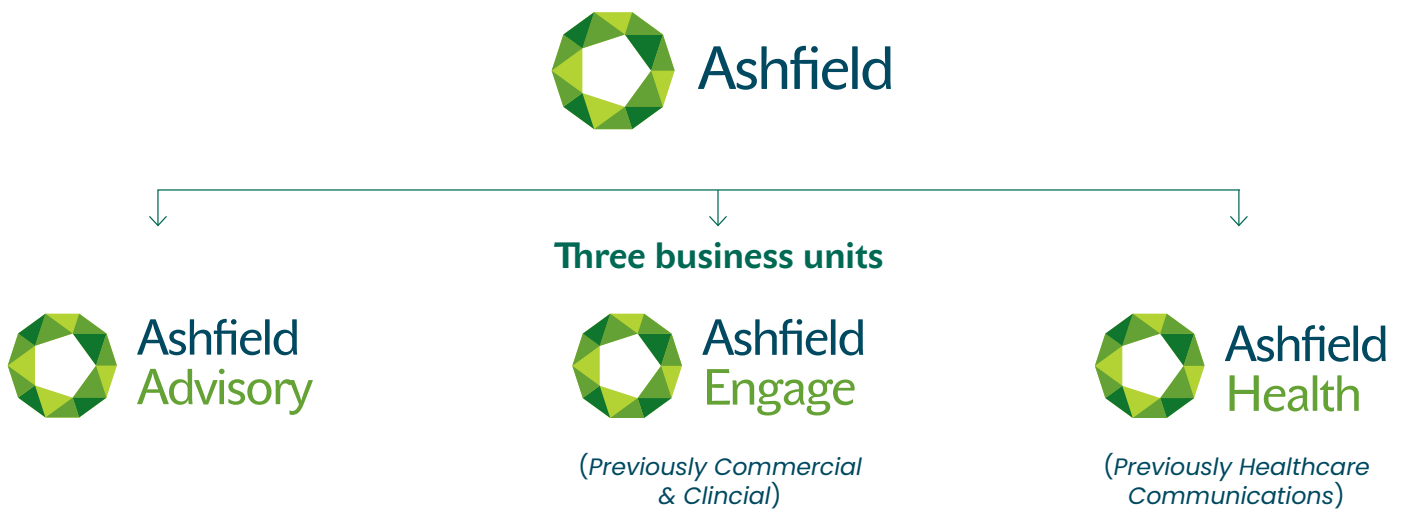 Ashfield
Three business units
Ashfield
Advisory
Ashfield
Engage
(Previously Commercial
& Clincial)
Ashfield
Health
(Previously Healthcare
Communications)